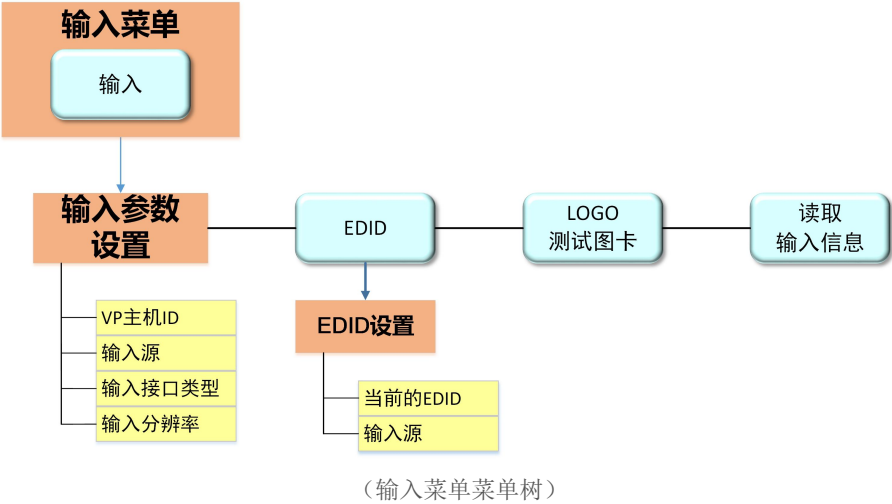 输入菜单
输入
输入参数
设置
EDID
LOGO
测试图卡
读取
输入信息
VP主机ID
输入源
输入接口类型
输入分辨率
EDID设置
当前的EDID
输入源
（输入菜单菜单树）